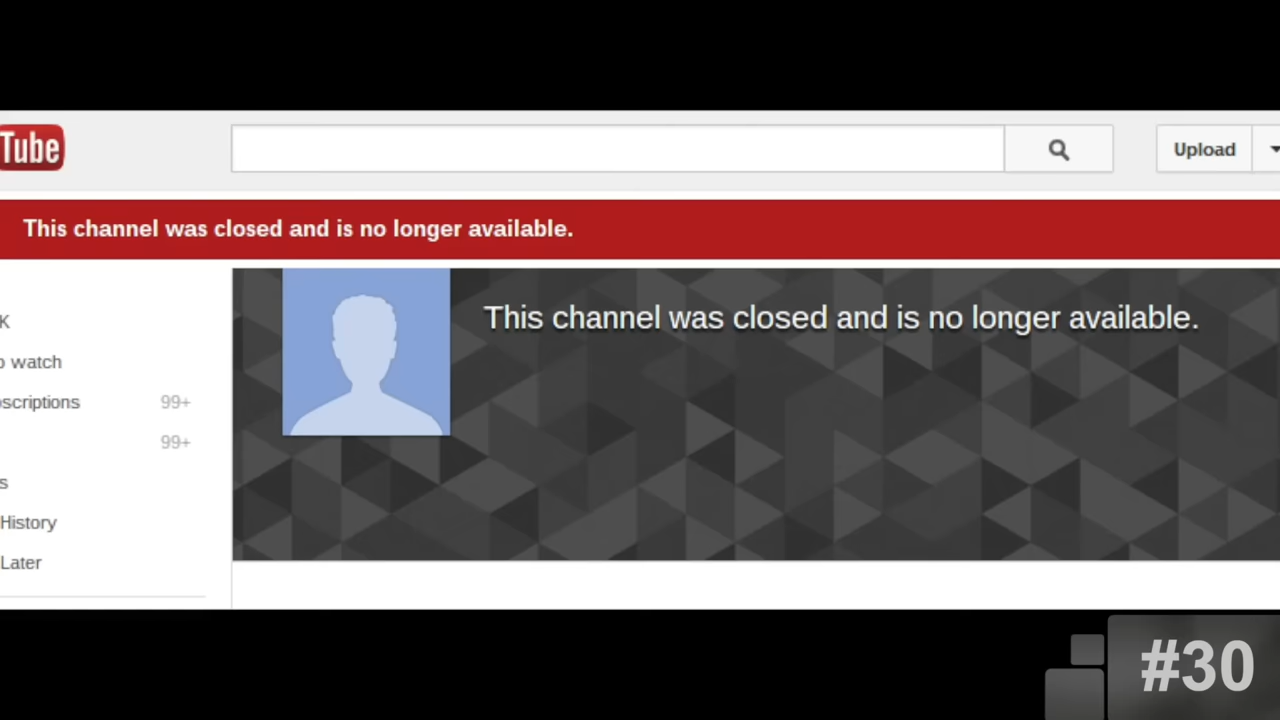 Tube
Upload
This channel was closed and is no longer available.
This channel was closed and is no longer available.
K
watch
scriptions 99+
99+
s
History
Later
#30